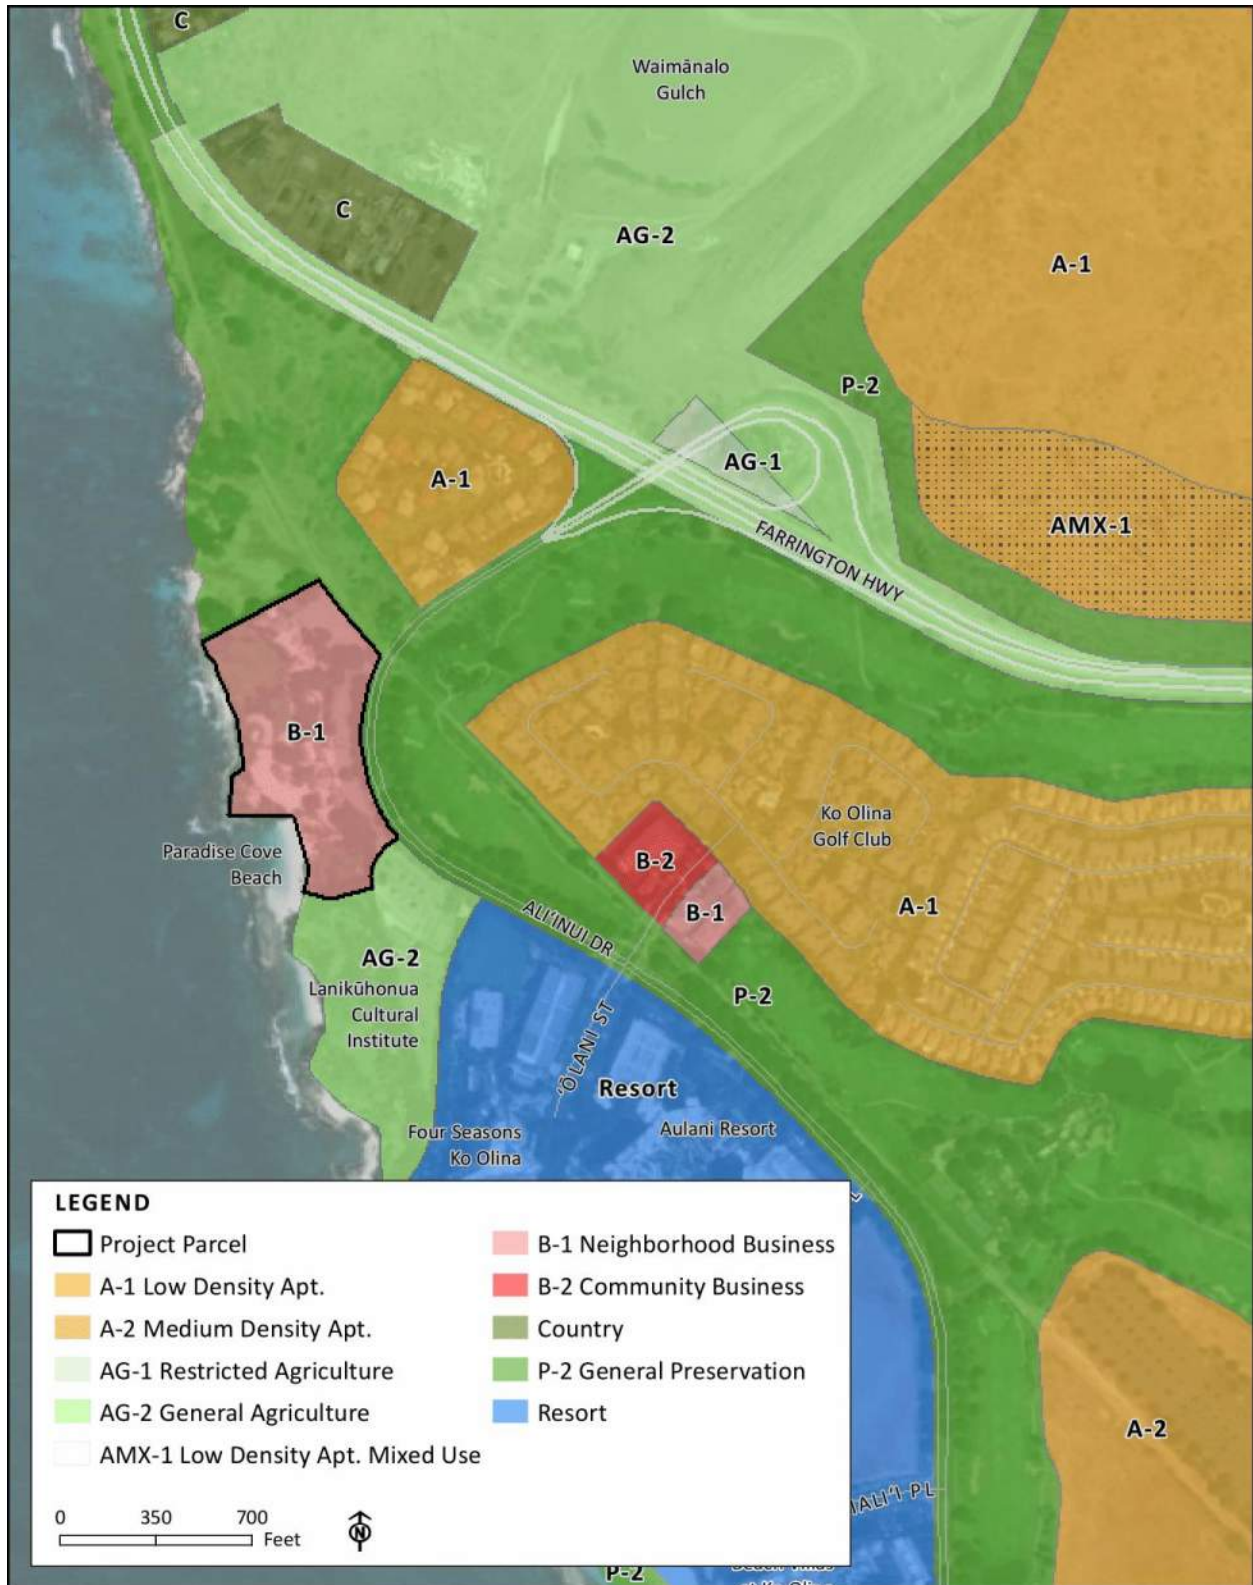 C
Waimānalo
Gulch
C
AG-2
A-1
P-2
A-1
AG-1
AMX-1
FARRINGTON HWY
B-1
Ko Olina
Golf Club
Paradise Cove
Beach
B-2
A-1
B-1
ALI‘INUI DR
AG-2
P-2
Lanikūhonua
Cultural
Institute
‘ŌLANI ST
Resort
Four Seasons
Ko Olina
Aulani Resort
LEGEND
Project Parcel
A-1 Low Density Apt.
A-2 Medium Density Apt.
AG-1 Restricted Agriculture
AG-2 General Agriculture
AMX-1 Low Density Apt. Mixed Use
B-1 Neighborhood Business
B-2 Community Business
Country
P-2 General Preservation
Resort
0 350 700
Feet
N
A-2
IALI‘I PL
P-2